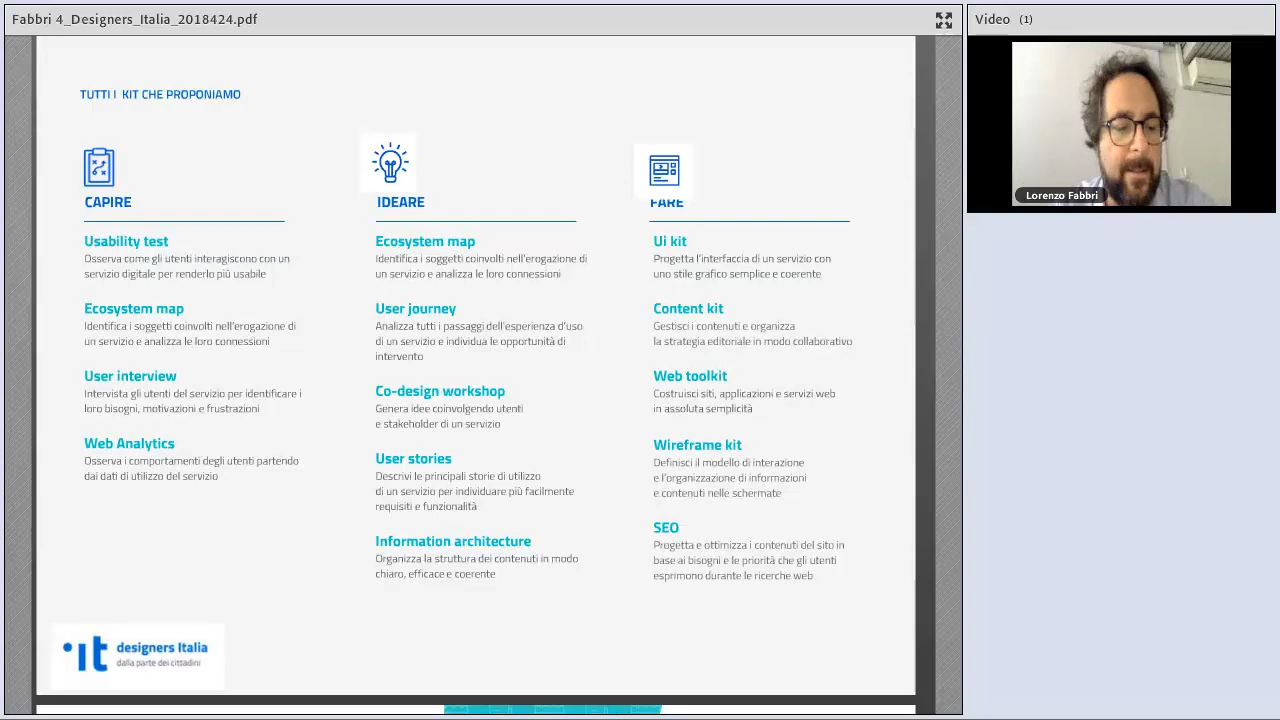 Fabbri 4_Designers_Italia_2018424.pdf
Video (1)
Lorenzo Fabbri
TUTTI I KIT CHE PROPONIAMO
CAPIRE
Usability test
Osserva come gli utenti interagiscono con un
servizio digitale per renderlo più usabile
Ecosystem map
Identifica i soggetti coinvolti nell'erogazione di
un servizio e analizza le loro connessioni
User interview
Intervista gli utenti del servizio per identificare i
loro bisogni, motivazioni e frustrazioni
Web Analytics
Osserva i comportamenti degli utenti partendo
dai dati di utilizzo del servizio
IDEARE
Ecosystem map
Identifica i soggetti coinvolti nell'erogazione di
un servizio e analizza le loro connessioni
User journey
Analizza tutti i passaggi dell'esperienza d'uso
di un servizio e individua le opportunità di
intervento
Co-design workshop
Genera idee coinvolgendo utenti
e stakeholder di un servizio
User stories
Descrivi le principali storie di utilizzo
di un servizio per individuare più facilmente
requisiti e funzionalità
Information architecture
Organizza la struttura dei contenuti in modo
chiaro, efficace e coerente
FARE
Ui kit
Progetta l'interfaccia di un servizio con
uno stile grafico semplice e coerente
Content kit
Gestisci i contenuti e organizza
la strategia editoriale in modo collaborativo
Web toolkit
Costruisci siti, applicazioni e servizi web
in assoluta semplicità
Wireframe kit
Definisci il modello di interazione
e l'organizzazione di informazioni
e contenuti nelle schermate
SEO
Progetta e ottimizza i contenuti del sito in
base ai bisogni e le priorità che gli utenti
esprimono durante le ricerche web
it designers Italia
dalla parte dei cittadini